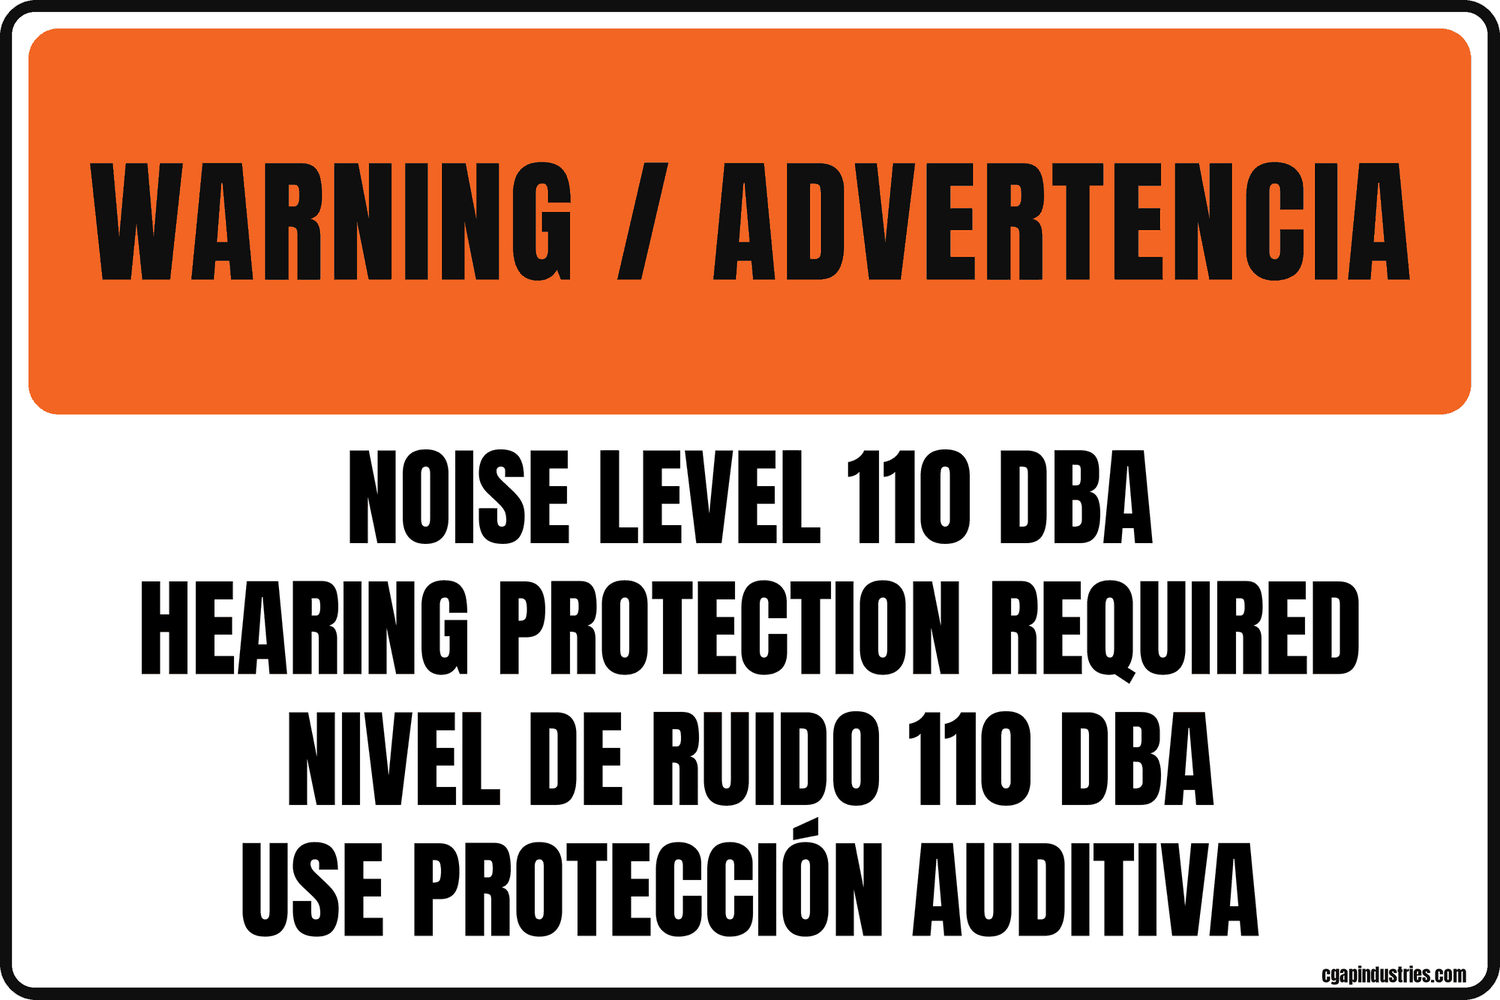 WARNING / ADVERTENCIA
NOISE LEVEL 110 DBA
HEARING PROTECTION REQUIRED
NIVEL DE RUIDO 110 DBA
USE PROTECCIÓN AUDITIVA
cgapindustries.com